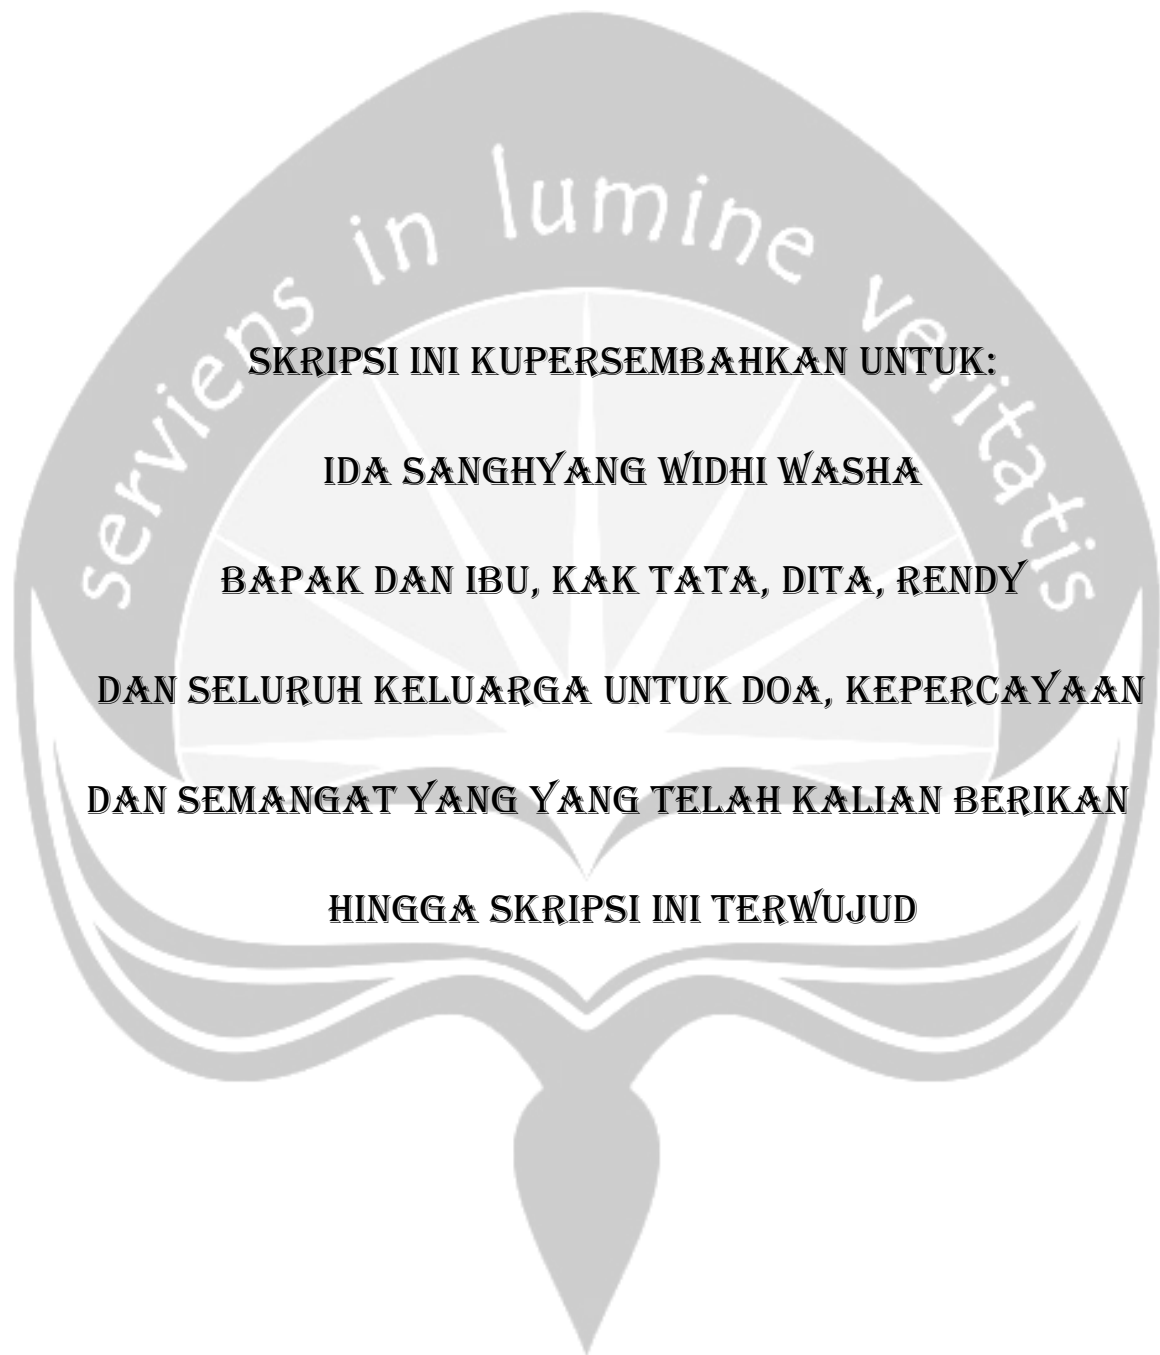 serviens in lumine veritatis
SKRIPSI INI KUPERSEMBAHKAN UNTUK:
IDA SANGHYANG WIDHI WASHA
BAPAK DAN IBU, KAK TATA, DITA, RENDY
DAN SELURUH KELUARGA UNTUK DOA, KEPERCAYAAN
DAN SEMANGAT YANG YANG TELAH KALIAN BERIKAN
HINGGA SKRIPSI INI TERWUJUD